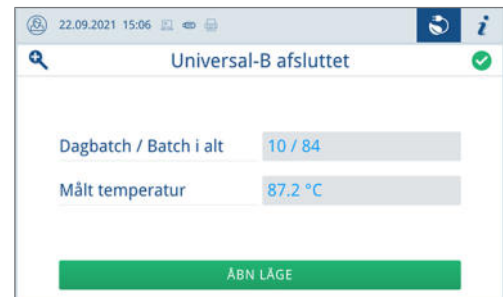 22.09.2021 15:06
i
Universal-B afsluttet
Dagbatch / Batch i alt 10 / 84
Målt temperatur 87.2 °C
ÅBN LÅGE